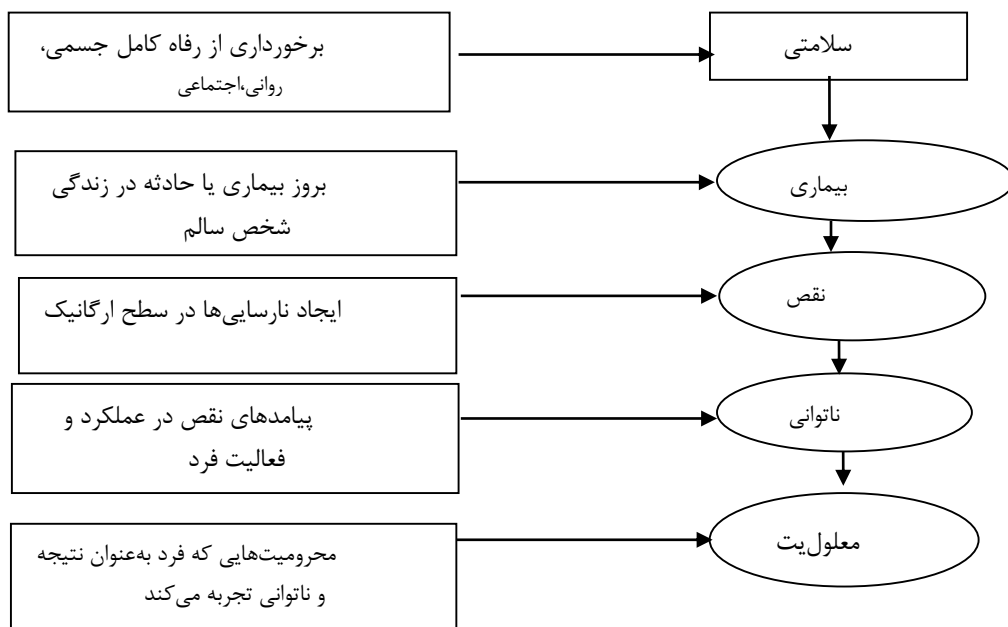 سلامتی
برخورداری از رفاه کامل جسمی،
روانی،اجتماعی
بیماری
بروز بیماری یا حادثه در زندگی
شخص سالم
نقص
ایجاد نارسایی‌ها در سطح ارگانیک
ناتوانی
پیامدهای نقص در عملکرد و
فعالیت فرد
معلولیت
محرومیت‌هایی که فرد به‌عنوان نتیجه
و ناتوانی تجربه می‌کند